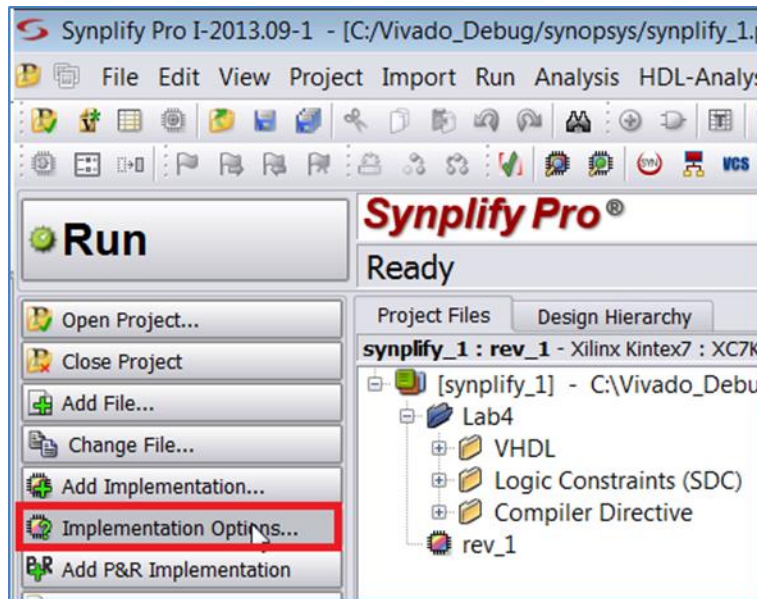 Synplify Pro I-2013.09-1 - [C:/Vivado_Debug/synopsys/synplify_1.p
File Edit View Project Import Run Analysis HDL-Analys
SYN VCS
Run
Synplify Pro®
Ready
Open Project...
Close Project
Add File...
Change File...
Add Implementation...
Implementation Options...
P&R Add P&R Implementation
Project Files Design Hierarchy
synplify_1 : rev_1 - Xilinx Kintex7 : XC7K
[synplify_1] - C:\Vivado_Debu
Lab4
VHDL
Logic Constraints (SDC)
Compiler Directive
rev_1